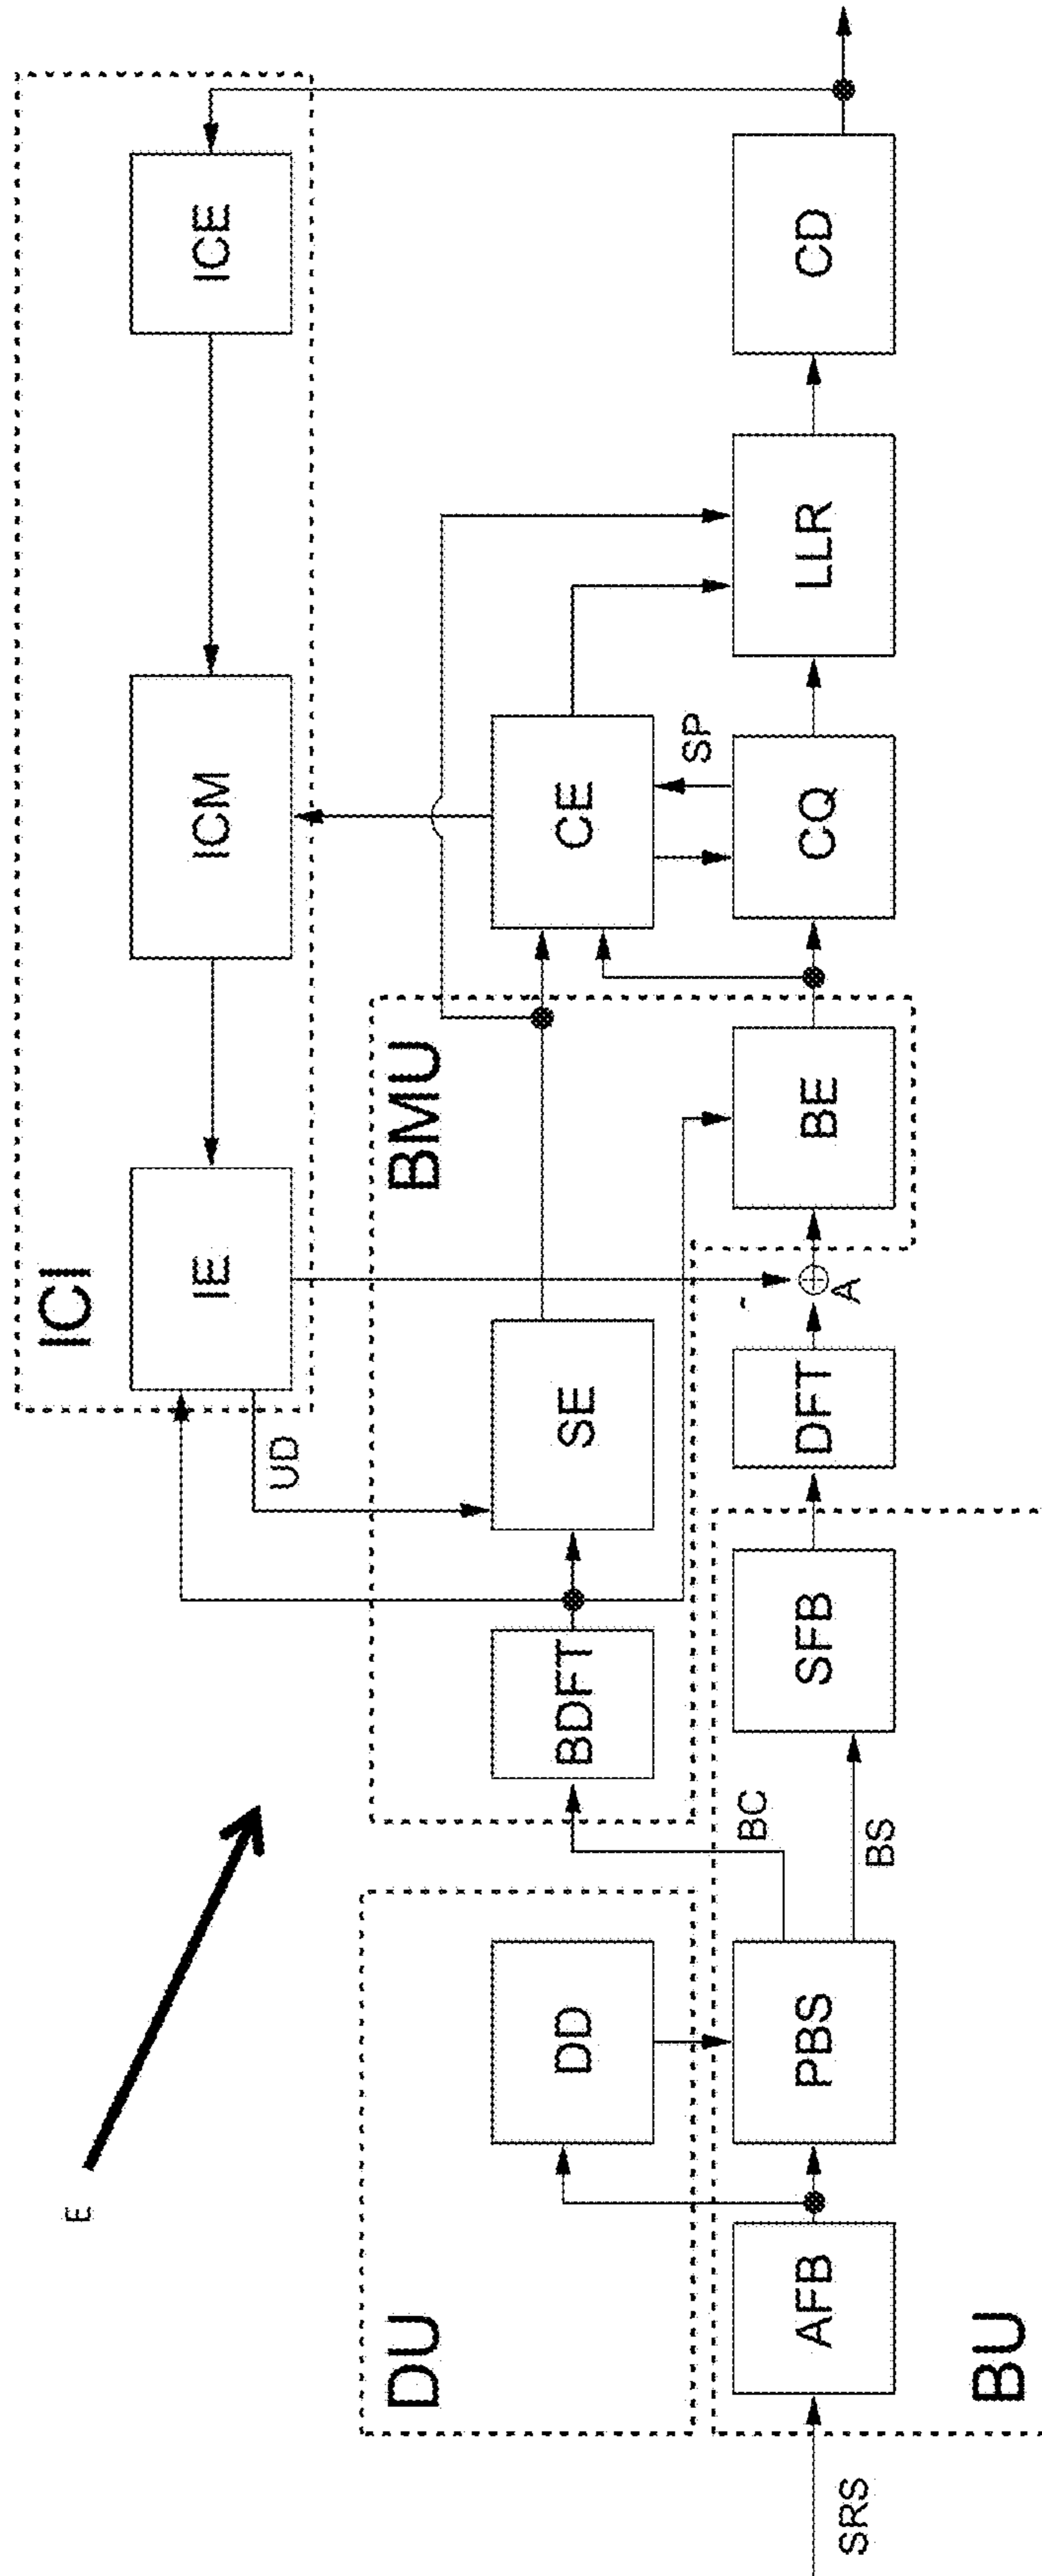 E
ICI
IE
ICM
ICE
UD
BMU
BDFT
SE
CE
SP
DU
DD
BC
BS
SRS
AFB
PBS
SFB
DFT
-
A
BE
CQ
LLR
CD
BU